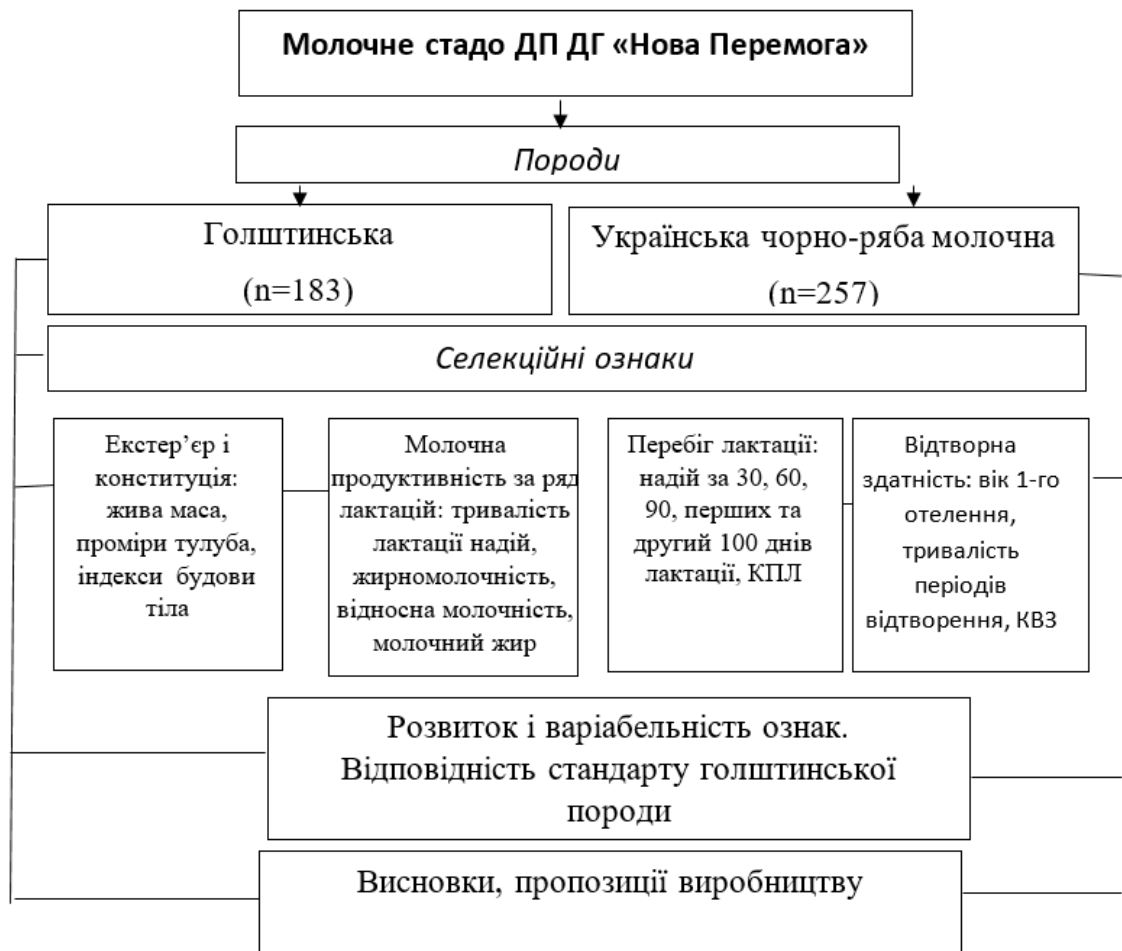 Молочне стадо ДП ДГ «Нова Перемога»
Породи
Голштинська
(n=183)
Українська чорно-ряба молочна
(n=257)
Селекційні ознаки
Екстер’єр і
конституція:
жива маса,
проміри тулуба,
індекси будови
тіла
Молочна
продуктивність за ряд
лактацій: тривалість
лактації надій,
жирномолочність,
відносна молочність,
молочний жир
Перебіг лактації:
надій за 30, 60,
90, перших та
другий 100 днів
лактації, КПЛ
Відтворна
здатність: вік 1-го
отелення,
тривалість
періодів
відтворення, КВЗ
Розвиток і варіабельність ознак.
Відповідність стандарту голштинської
породи
Висновки, пропозиції виробництву